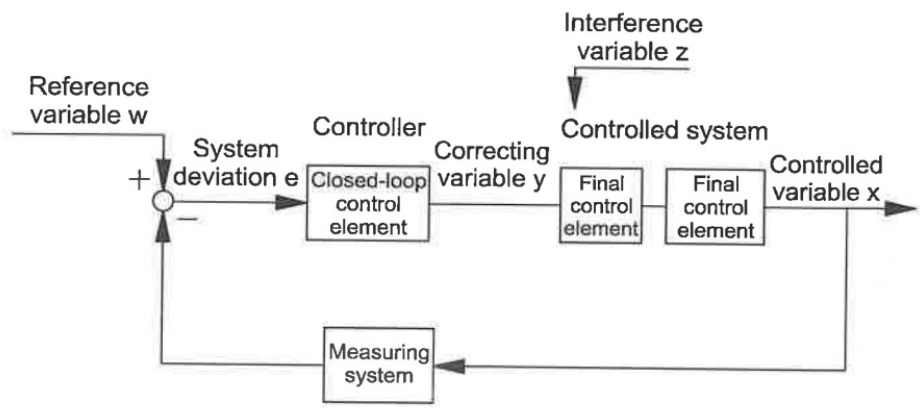 Interference
variable z
Reference
variable w
Controller
Controlled system
System
deviation e
Correcting
variable y
Controlled
variable x
+
−
Closed-loop
control
element
Final
control
element
Final
control
element
Measuring
system